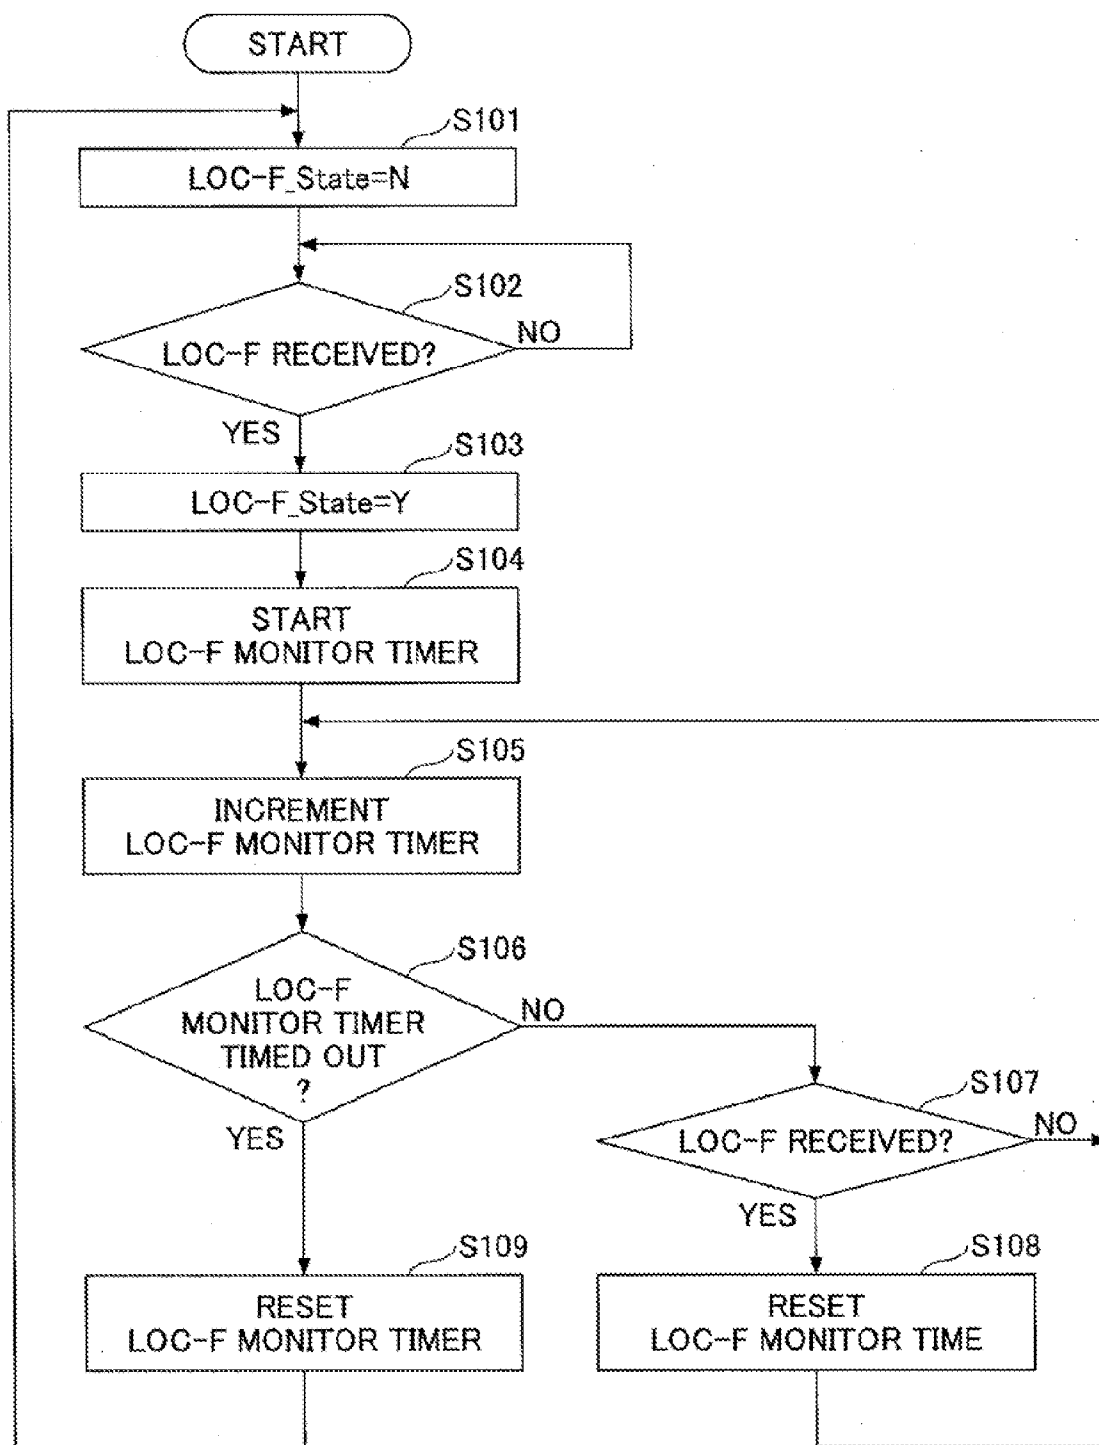 START
S101
LOC-F_State=N
S102
LOC-F RECEIVED?
NO
YES
S103
LOC-F_State=Y
S104
START
LOC-F MONITOR TIMER
S105
INCREMENT
LOC-F MONITOR TIMER
S106
LOC-F
MONITOR TIMER
TIMED OUT
?
NO
YES
S107
LOC-F RECEIVED?
NO
YES
S109
RESET
LOC-F MONITOR TIMER
S108
RESET
LOC-F MONITOR TIME